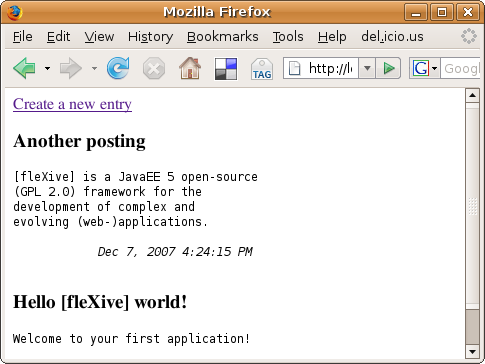 Mozilla Firefox
File Edit View History Bookmarks Tools Help del.icio.us
TAG http://l G Goog
Create a new entry
Another posting
[fleXive] is a JavaEE 5 open-source
(GPL 2.0) framework for the
development of complex and
evolving (web-)applications.
Dec 7, 2007 4:24:15 PM
Hello [fleXive] world!
Welcome to your first application!